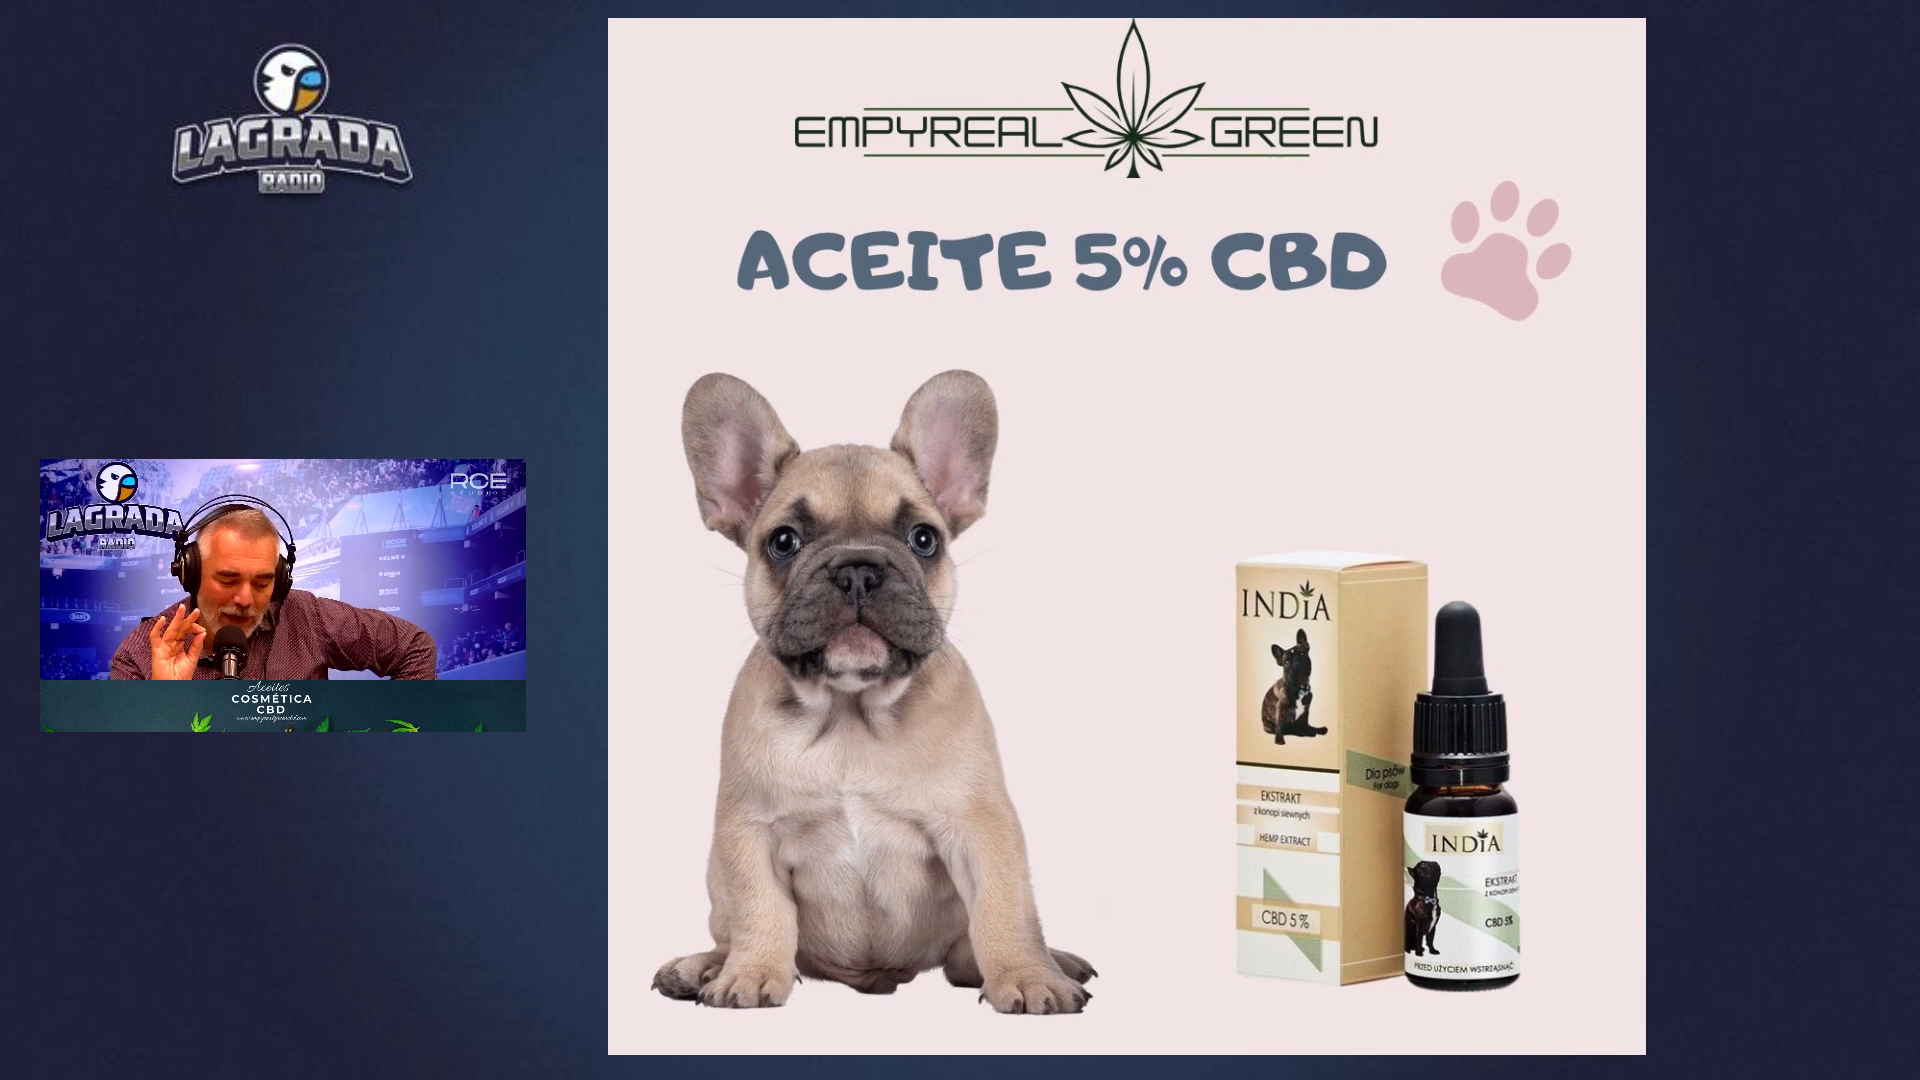 LAGRADA
RADIO
EMPYREAL GREEN
ACEITE 5% CBD
LAGRADA
RADIO
RCE
STUDIOS
Aceites
COSMÉTICA
CBD
INDiA
Dla psów
For dogs
EKSTRAKT
z konopi siewnych
HEMP EXTRACT
CBD 5%
INDiA
EKSTRAKT
CBD 5%
PRZED UŻYCIEM WSTRZĄSNĄĆ